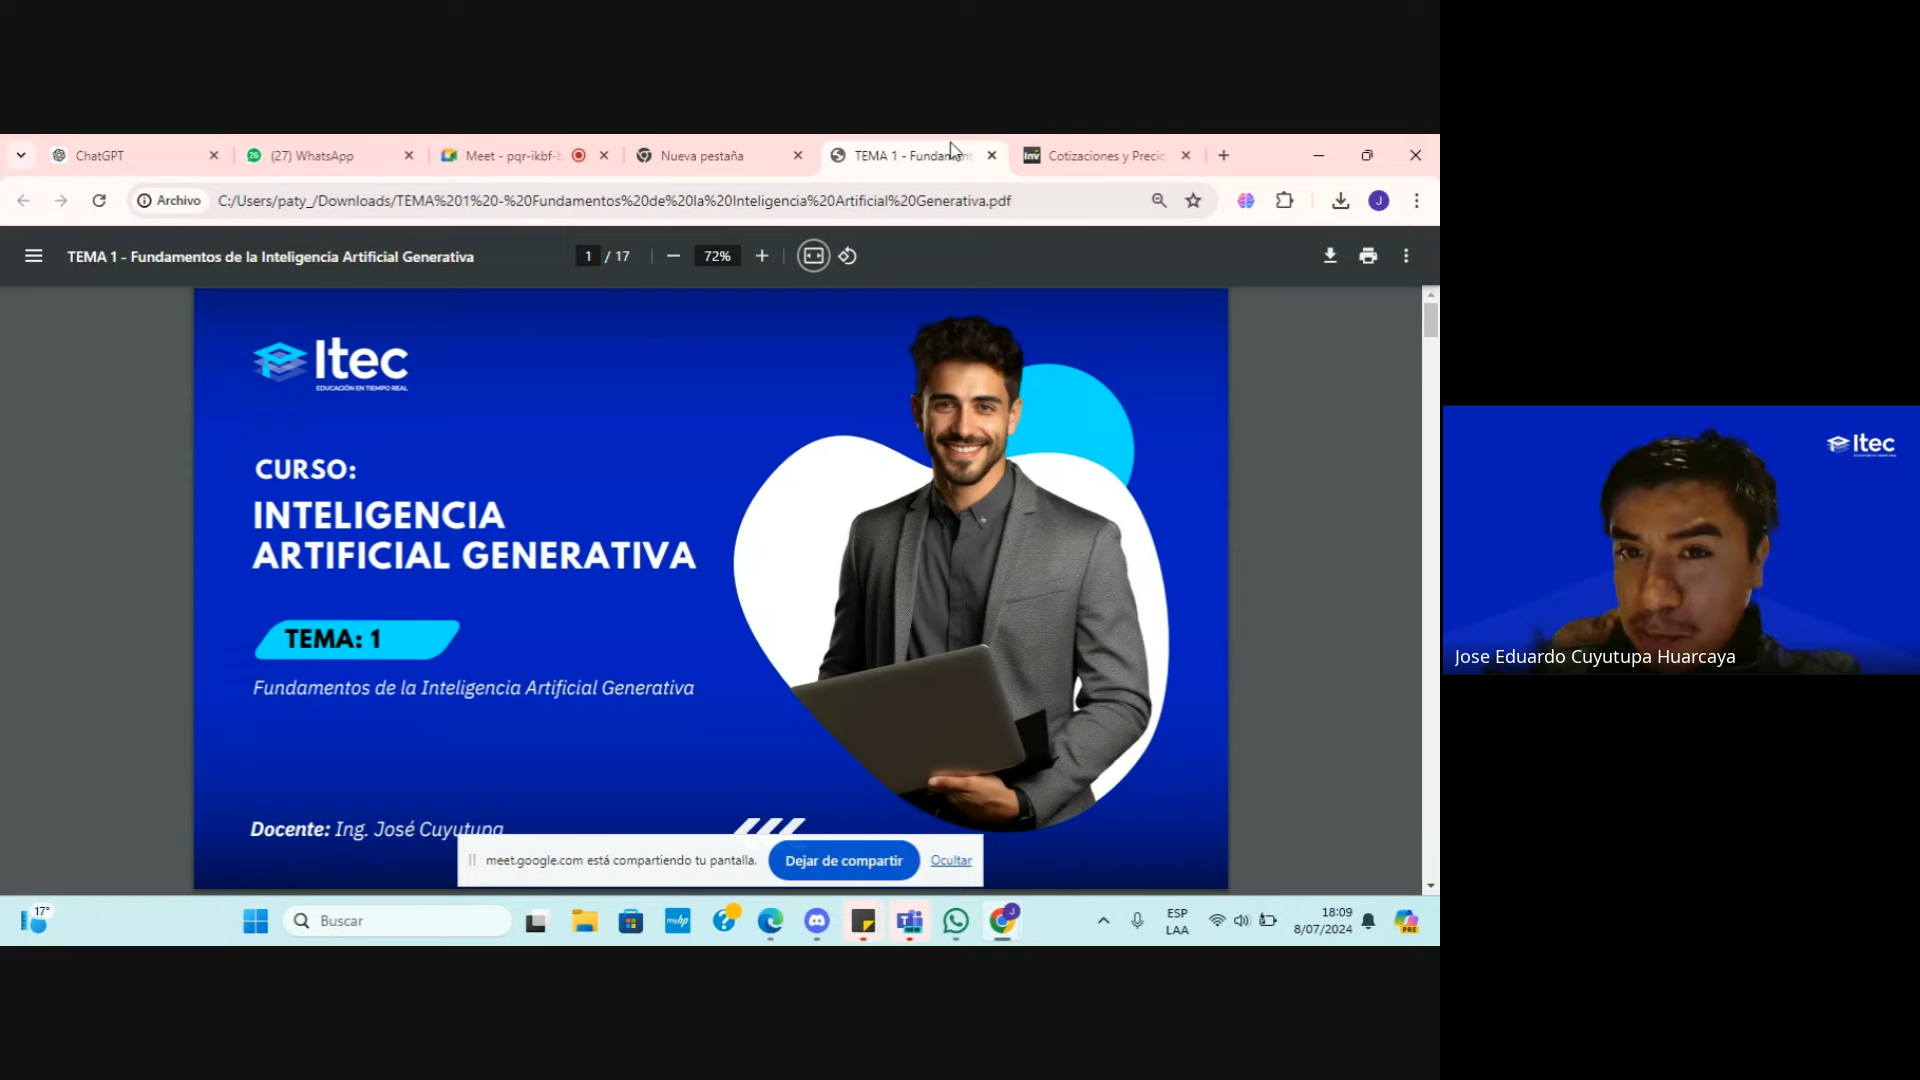 ChatGPT
(27) WhatsApp
Meet - pqr-ikbf-
Nueva pestaña
TEMA 1 - Fundam
Cotizaciones y Precio
Archivo
C:/Users/paty_/Downloads/TEMA%201%20-%20Fundamentos%20de%20la%20Inteligencia%20Artificial%20Generativa.pdf
J
TEMA 1 - Fundamentos de la Inteligencia Artificial Generativa
1 / 17
72%
Itec
EDUCACIÓN EN TIEMPO REAL
CURSO:
INTELIGENCIA
ARTIFICIAL GENERATIVA
TEMA: 1
Fundamentos de la Inteligencia Artificial Generativa
Docente: Ing. José Cuyutupa
meet.google.com está compartiendo tu pantalla.
Dejar de compartir
Ocultar
Itec
Jose Eduardo Cuyutupa Huarcaya
17°
Buscar
myhp
NEW
J
ESP
LAA
18:09
8/07/2024
PRE